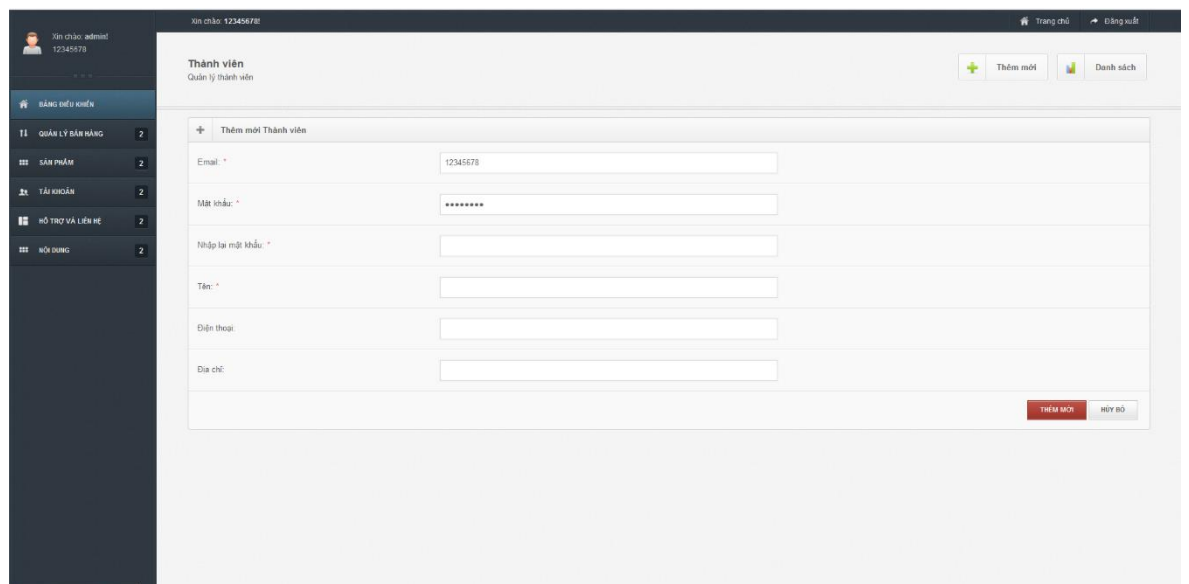 Xin chào: admin!
12345678
BẢNG ĐIỀU KHIỂN
QUẢN LÝ BÁN HÀNG 2
SẢN PHẨM 2
TÀI KHOẢN 2
HỖ TRỢ VÀ LIÊN HỆ 2
NỘI DUNG 2
Xin chào: 12345678!
Trang chủ Đăng xuất
Thành viên
Quản lý thành viên
Thêm mới Danh sách
Thêm mới Thành viên
Email: * 12345678
Mật khẩu: * ••••••••
Nhập lại mật khẩu: *
Tên: *
Điện thoại:
Địa chỉ:
THÊM MỚI HỦY BỎ